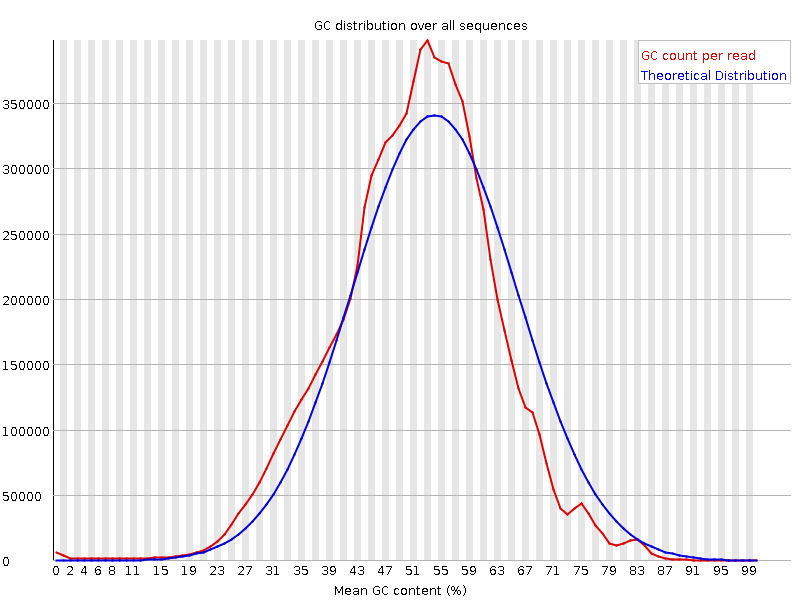 GC distribution over all sequences
GC count per read
Theoretical Distribution
350000
300000
250000
200000
150000
100000
50000
0
0 2 4 6 8 11 15 19 23 27 31 35 39 43 47 51 55 59 63 67 71 75 79 83 87 91 95 99
Mean GC content (%)